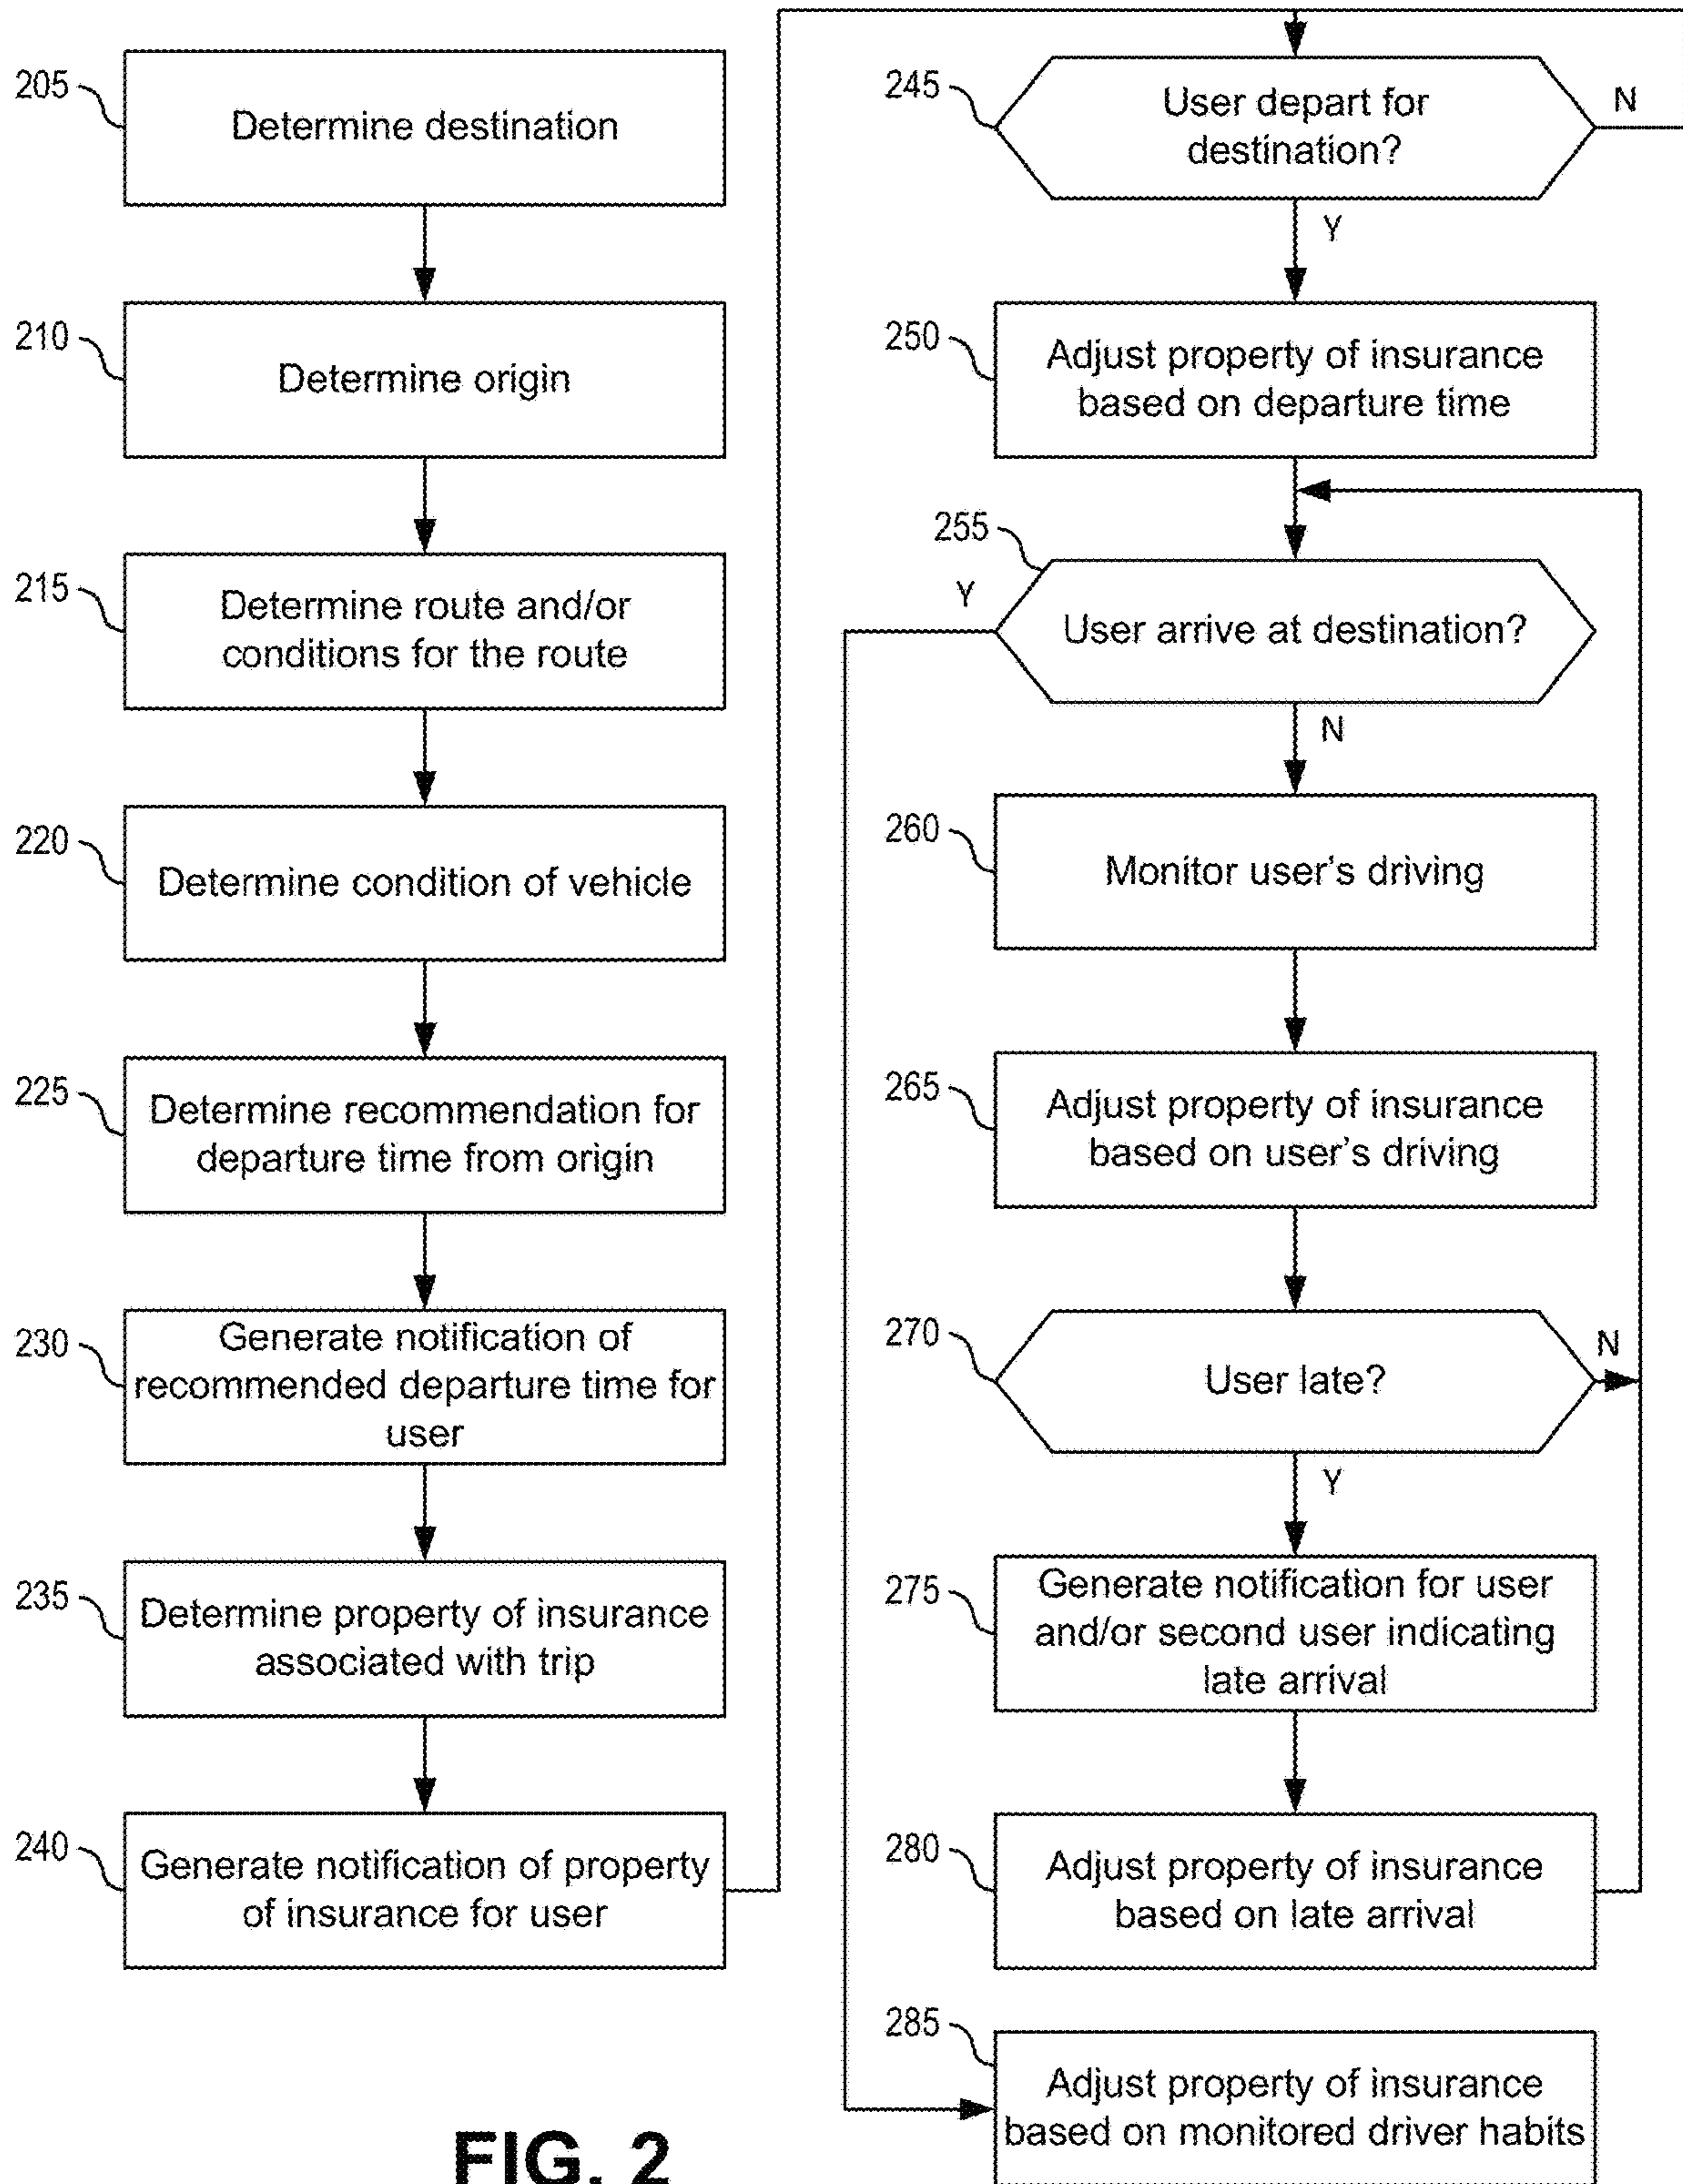 205
Determine destination
210
Determine origin
215
Determine route and/or
conditions for the route
220
Determine condition of vehicle
225
Determine recommendation for
departure time from origin
230
Generate notification of
recommended departure time for
user
235
Determine property of insurance
associated with trip
240
Generate notification of property
of insurance for user
245
User depart for
destination?
N
Y
250
Adjust property of insurance
based on departure time
255
Y
User arrive at destination?
N
260
Monitor user's driving
265
Adjust property of insurance
based on user's driving
270
User late?
N
Y
275
Generate notification for user
and/or second user indicating
late arrival
280
Adjust property of insurance
based on late arrival
285
Adjust property of insurance
based on monitored driver habits
FIG. 2